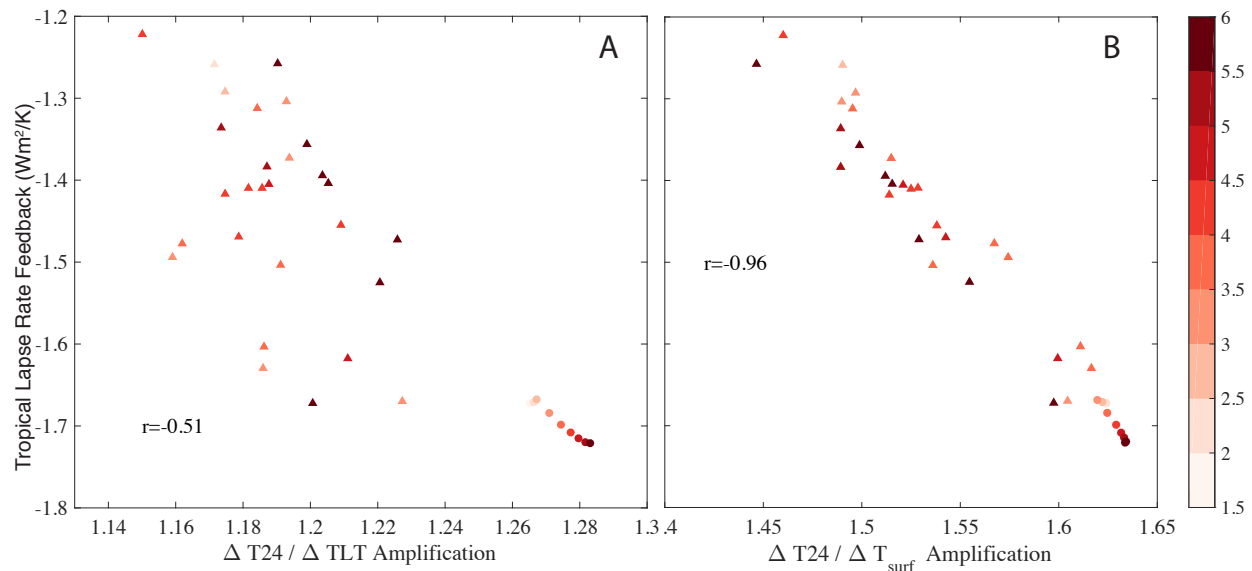 A
B
Tropical Lapse Rate Feedback (Wm²/K)
-1.2
-1.3
-1.4
-1.5
-1.6
-1.7
-1.8
r=-0.51
r=-0.96
1.14 1.16 1.18 1.2 1.22 1.24 1.26 1.28 1.3
1.4 1.45 1.5 1.55 1.6 1.65
Δ T24 / Δ TLT Amplification
Δ T24 / Δ T_surf Amplification
6
5.5
5
4.5
4
3.5
3
2.5
2
1.5